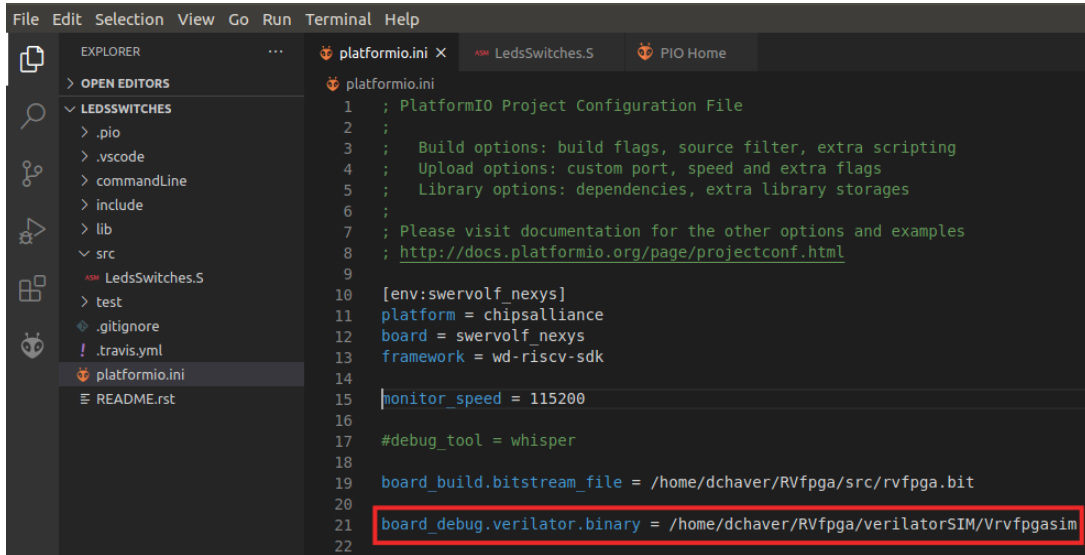 File Edit Selection View Go Run Terminal Help
EXPLORER ...
> OPEN EDITORS
LEDSSWITCHES
> .pio
> .vscode
> commandLine
> include
> lib
src
ASM LedsSwitches.S
> test
.gitignore
! .travis.yml
platformio.ini
README.rst
platformio.ini × ASM LedsSwitches.S PIO Home
platformio.ini
1 ; PlatformIO Project Configuration File
2 ;
3 ;   Build options: build flags, source filter, extra scripting
4 ;   Upload options: custom port, speed and extra flags
5 ;   Library options: dependencies, extra library storages
6 ;
7 ; Please visit documentation for the other options and examples
8 ; http://docs.platformio.org/page/projectconf.html
9
10 [env:swervolf_nexys]
11 platform = chipsalliance
12 board = swervolf_nexys
13 framework = wd-riscv-sdk
14
15 monitor_speed = 115200
16
17 #debug_tool = whisper
18
19 board_build.bitstream_file = /home/dchaver/RVfpga/src/rvfpga.bit
20
21 board_debug.verilator.binary = /home/dchaver/RVfpga/verilatorSIM/Vrvfpgasim
22